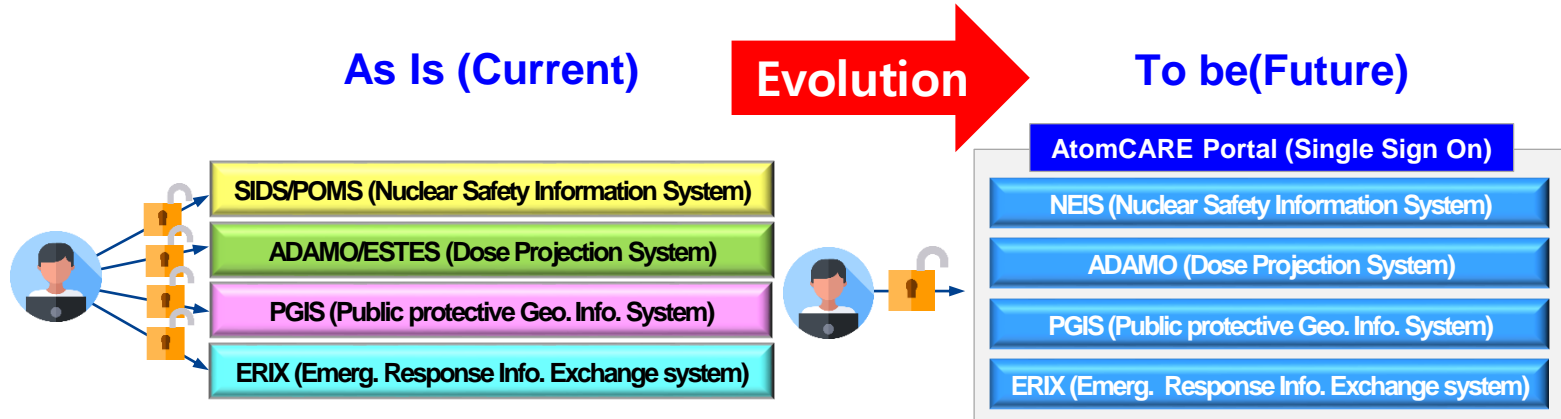 As Is (Current)
Evolution
To be(Future)
SIDS/POMS (Nuclear Safety Information System)
ADAMO/ESTES (Dose Projection System)
PGIS (Public protective Geo. Info. System)
ERIX (Emerg. Response Info. Exchange system)
AtomCARE Portal (Single Sign On)
NEIS (Nuclear Safety Information System)
ADAMO (Dose Projection System)
PGIS (Public protective Geo. Info. System)
ERIX (Emerg. Response Info. Exchange system)